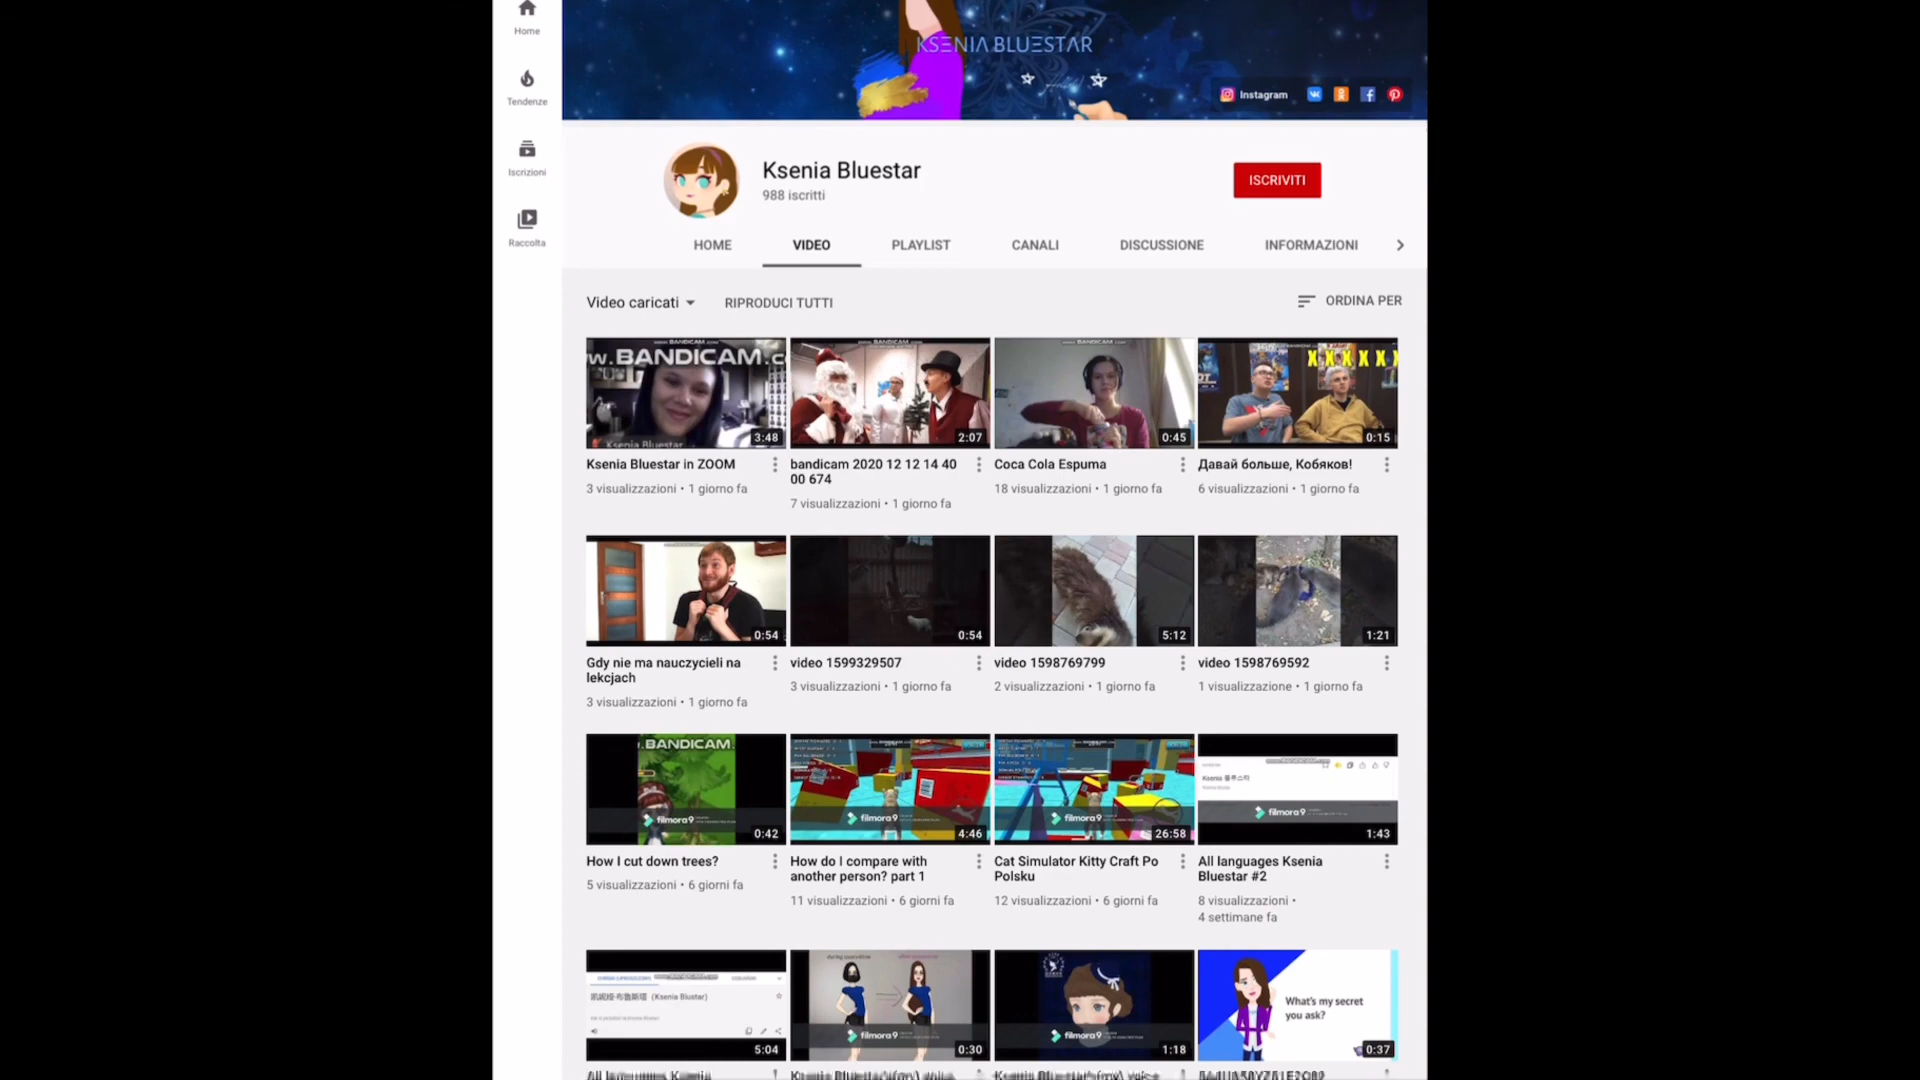 Home
KSENIA BLUESTAR
Instagram
Tendenze
Ksenia Bluestar
988 iscritti
ISCRIVITI
Iscrizioni
Raccolta
HOME VIDEO PLAYLIST CANALI DISCUSSIONE INFORMAZIONI
Video caricati RIPRODUCI TUTTI ORDINA PER
w.BANDICAM.c
Ksenia Bluestar
3:48 2:07 0:45 0:15
Ksenia Bluestar in ZOOM
3 visualizzazioni • 1 giorno fa
bandicam 2020 12 12 14 40
00 674
7 visualizzazioni • 1 giorno fa
Coca Cola Espuma
18 visualizzazioni • 1 giorno fa
Давай больше, Кобяков!
6 visualizzazioni • 1 giorno fa
0:54 0:54 5:12 1:21
Gdy nie ma nauczycieli na
lekcjach
3 visualizzazioni • 1 giorno fa
video 1599329507
3 visualizzazioni • 1 giorno fa
video 1598769799
2 visualizzazioni • 1 giorno fa
video 1598769592
1 visualizzazione • 1 giorno fa
.BANDICAM.
filmora9 filmora9 filmora9 filmora9
0:42 4:46 26:58 1:43
How I cut down trees?
5 visualizzazioni • 6 giorni fa
How do I compare with
another person? part 1
11 visualizzazioni • 6 giorni fa
Cat Simulator Kitty Craft Po
Polsku
12 visualizzazioni • 6 giorni fa
All languages Ksenia
Bluestar #2
8 visualizzazioni •
4 settimane fa
(Ksenia Blustar)
What's my secret
you ask?
filmora9 filmora9
5:04 0:30 1:18 0:37